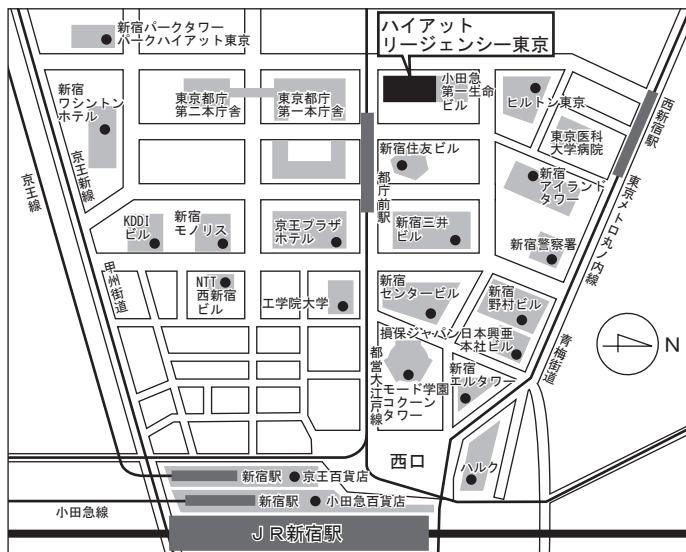 新宿パークタワー
パークハイアット東京
ハイアット
リージェンシー東京
新宿
ワシントン
ホテル
東京都庁
第二本庁舎
東京都庁
第一本庁舎
小田急
第一生命
ビル
ヒルトン東京
西新宿駅
東京医科
大学病院
京王線
京王新線
新宿住友ビル
都庁前駅
新宿
アイランド
タワー
東京メトロ丸ノ内線
KDDI
ビル
新宿
モノリス
京王プラザ
ホテル
新宿三井
ビル
新宿警察署
甲州街道
NTT
西新宿
ビル
工学院大学
新宿
センタービル
新宿
野村ビル
損保ジャパン日本興亜
本社ビル
青梅街道
N
都営大江戸線
モード学園
コクーン
タワー
新宿
エルタワー
西口
ハルク
新宿駅
京王百貨店
新宿駅
小田急百貨店
小田急線
ＪＲ新宿駅